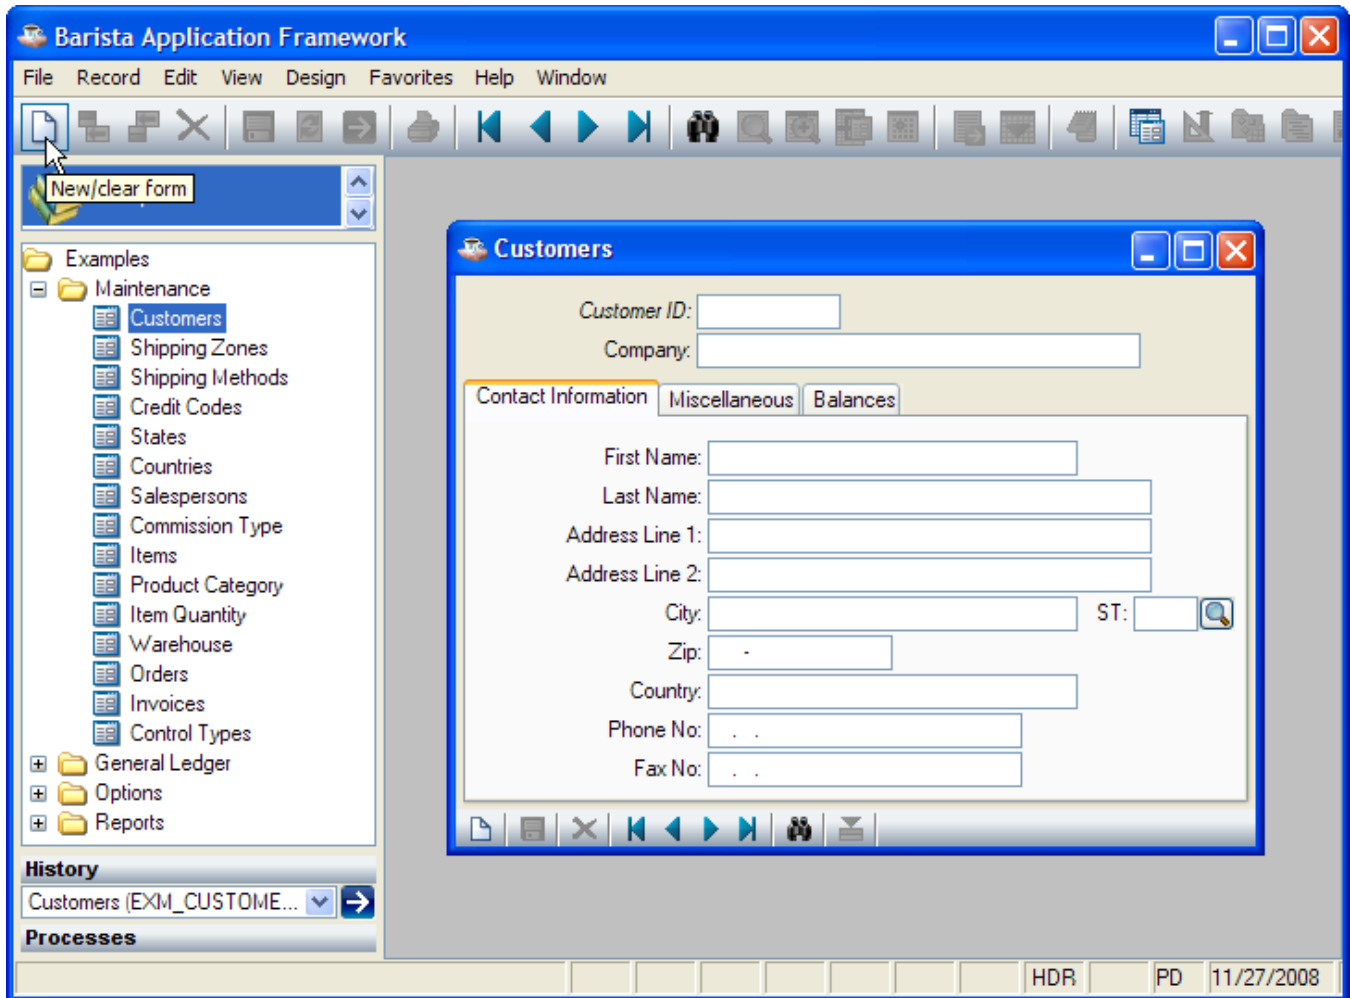 Barista Application Framework
File Record Edit View Design Favorites Help Window
New/clear form
Examples
Maintenance
Customers
Shipping Zones
Shipping Methods
Credit Codes
States
Countries
Salespersons
Commission Type
Items
Product Category
Item Quantity
Warehouse
Orders
Invoices
Control Types
General Ledger
Options
Reports
History
Customers (EXM_CUSTOME...
Processes
Customers
Customer ID:
Company:
Contact Information Miscellaneous Balances
First Name:
Last Name:
Address Line 1:
Address Line 2:
City: ST:
Zip: -
Country:
Phone No: . .
Fax No: . .
HDR PD 11/27/2008